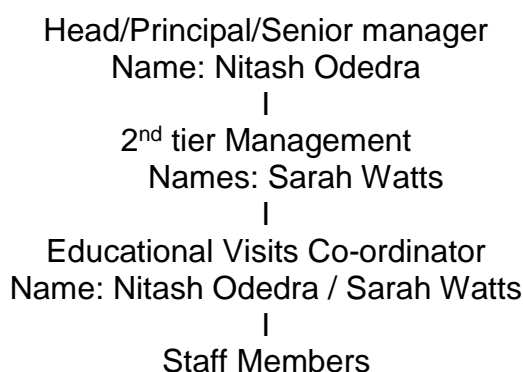 Head/Principal/Senior manager
Name: Nitash Odedra
I
2nd tier Management
Names: Sarah Watts
I
Educational Visits Co-ordinator
Name: Nitash Odedra / Sarah Watts
I
Staff Members